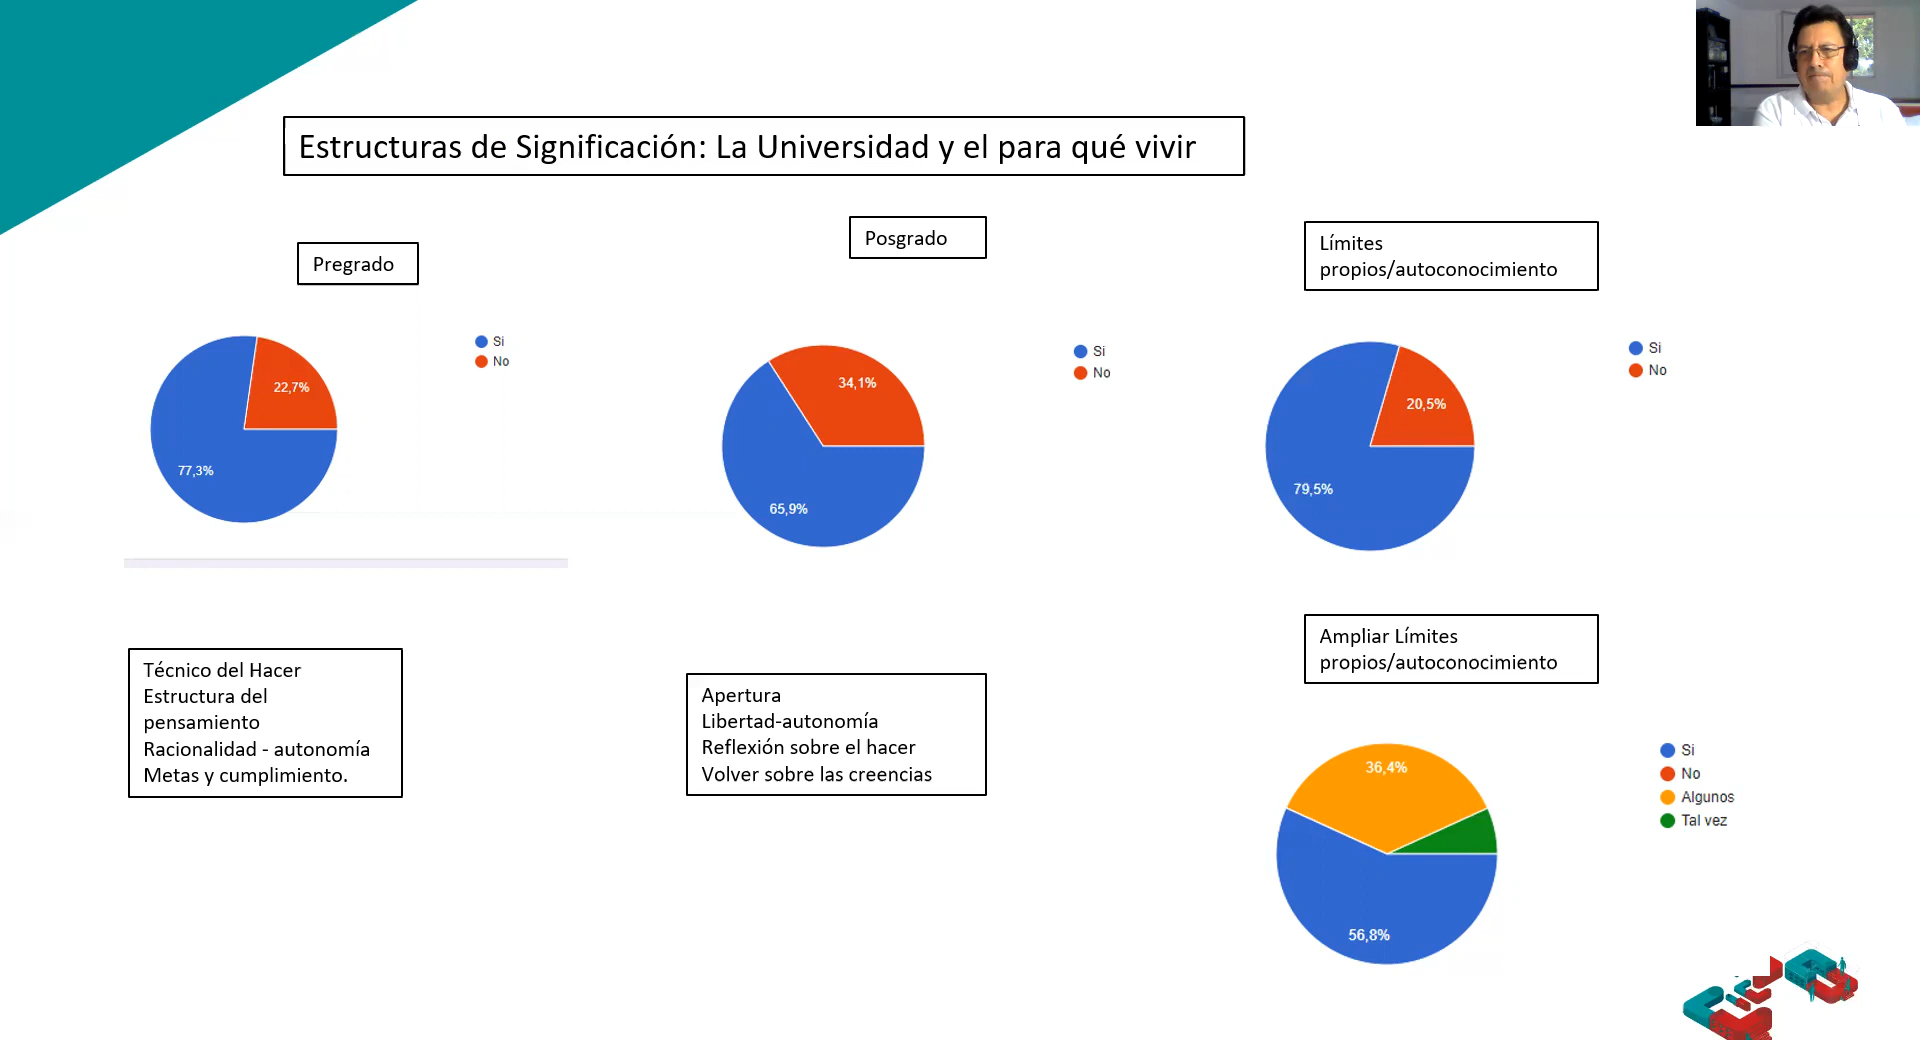 Estructuras de Significación: La Universidad y el para qué vivir
Pregrado
Si
No
22,7%
77,3%
Técnico del Hacer
Estructura del
pensamiento
Racionalidad - autonomía
Metas y cumplimiento.
Posgrado
Si
No
34,1%
65,9%
Apertura
Libertad-autonomía
Reflexión sobre el hacer
Volver sobre las creencias
Límites
propios/autoconocimiento
Si
No
20,5%
79,5%
Ampliar Límites
propios/autoconocimiento
Si
No
Algunos
Tal vez
36,4%
56,8%